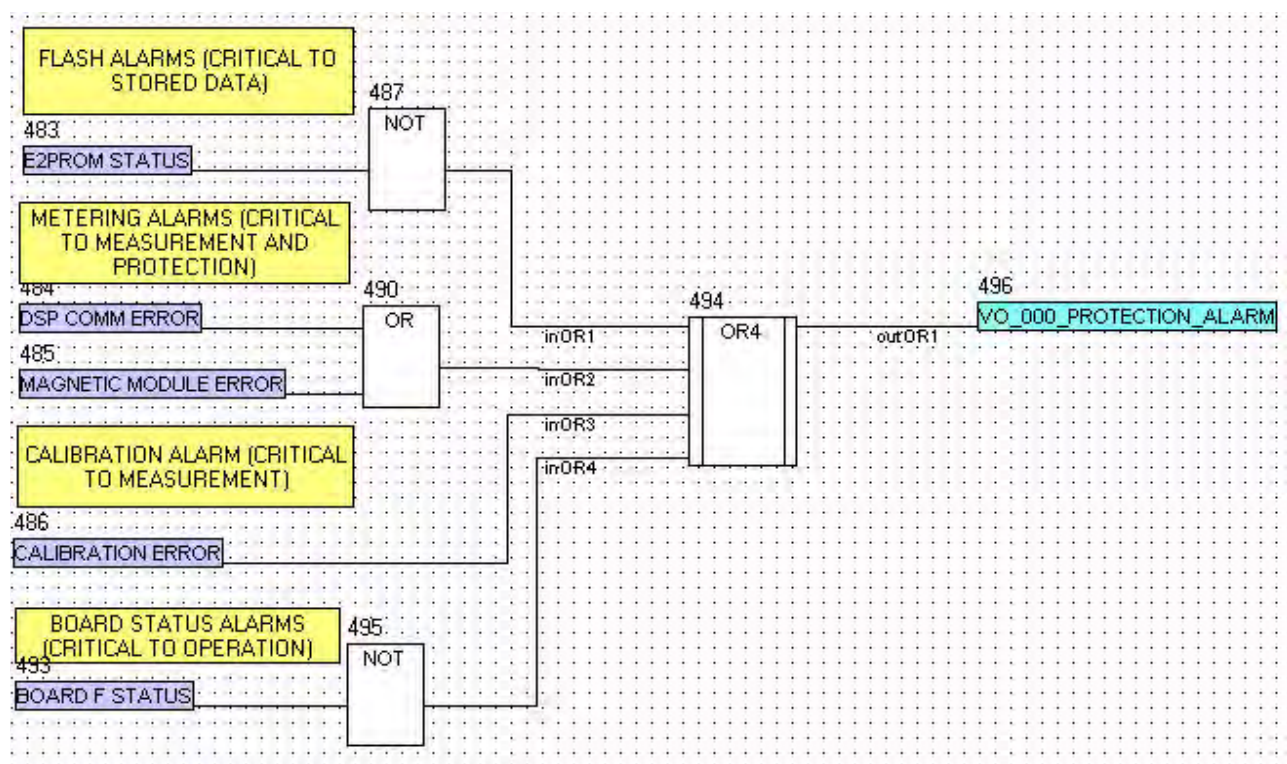 FLASH ALARMS (CRITICAL TO
STORED DATA)
487
NOT
483
E2PROM STATUS
METERING ALARMS (CRITICAL
TO MEASUREMENT AND
PROTECTION)
484
DSP COMM ERROR
490
OR
485
MAGNETIC MODULE ERROR
494
OR4
inOR1
inOR2
inOR3
inOR4
outOR1
496
VO_000_PROTECTION_ALARM
CALIBRATION ALARM (CRITICAL
TO MEASUREMENT)
486
CALIBRATION ERROR
BOARD STATUS ALARMS
(CRITICAL TO OPERATION)
495
NOT
493
BOARD F STATUS